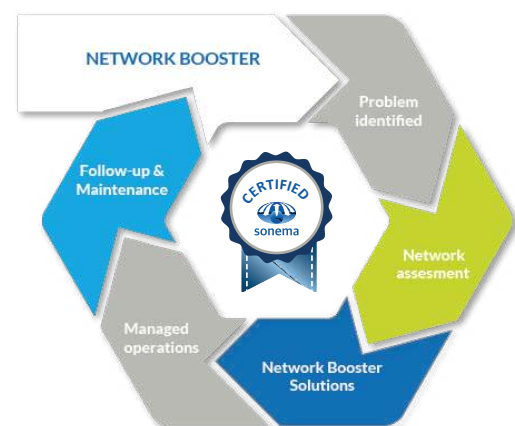 NETWORK BOOSTER
Problem
identified
Network
assesment
Network Booster
Solutions
Managed
operations
Follow-up &
Maintenance
CERTIFIED
sonema